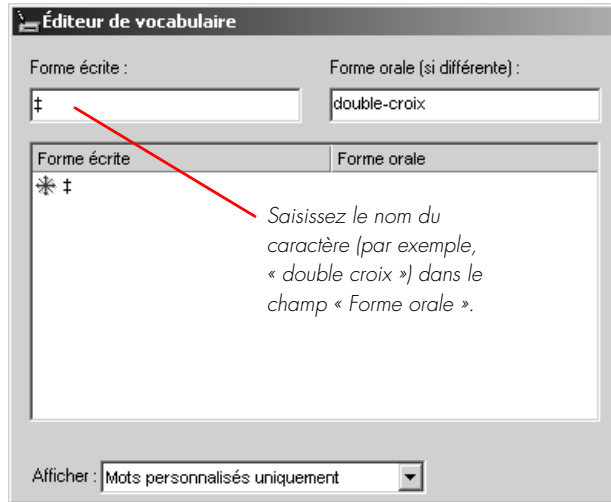 Éditeur de vocabulaire
Forme écrite :
Forme orale (si différente) :
‡
double-croix
Forme écrite
Forme orale
‡
Saisissez le nom du
caractère (par exemple,
« double croix ») dans le
champ « Forme orale ».
Afficher : Mots personnalisés uniquement